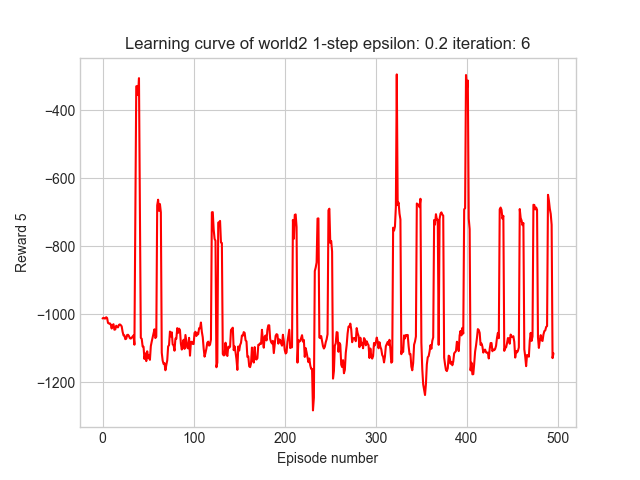 Learning curve of world2 1-step epsilon: 0.2 iteration: 6
−400
−600
−800
−1000
−1200
Reward 5
0 100 200 300 400 500
Episode number